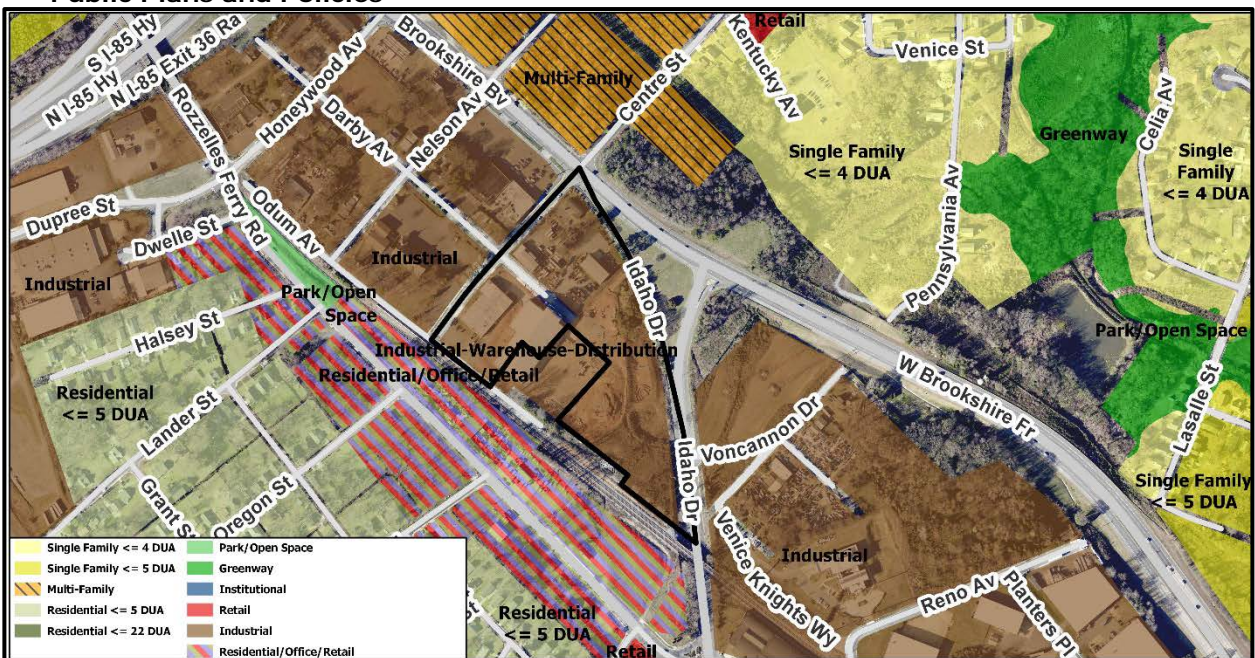 Public Plans and Policies
S I-85 Hy
N I-85 Hy
N I-85 Exit 36 Ra
Rozzelles Ferry Rd
Honeywood Av
Darby Av
Brookshire Bv
Nelson Av
Multi-Family
Centre St
Kentucky Av
Retail
Venice St
Single Family
<= 4 DUA
Pennsylvania Av
Greenway
Celia Av
Single
Family
<= 4 DUA
Dupree St
Dwelle St
Odum Av
Industrial
Industrial
Park/Open
Space
Halsey St
Idaho Dr
Industrial-Warehouse-Distribution
Residential/Office/Retail
Park/Open Space
Residential
<= 5 DUA
Lander St
W Brookshire Fr
Lasalle St
Voncannon Dr
Idaho Dr
Grant St
Oregon St
Single Family
<= 5 DUA
Venice Knights Wy
Industrial
Reno Av
Planters Pl
Residential
<= 5 DUA
St
Retail
Single Family <= 4 DUA
Single Family <= 5 DUA
Multi-Family
Residential <= 5 DUA
Residential <= 22 DUA
Park/Open Space
Greenway
Institutional
Retail
Industrial
Residential/Office/Retail